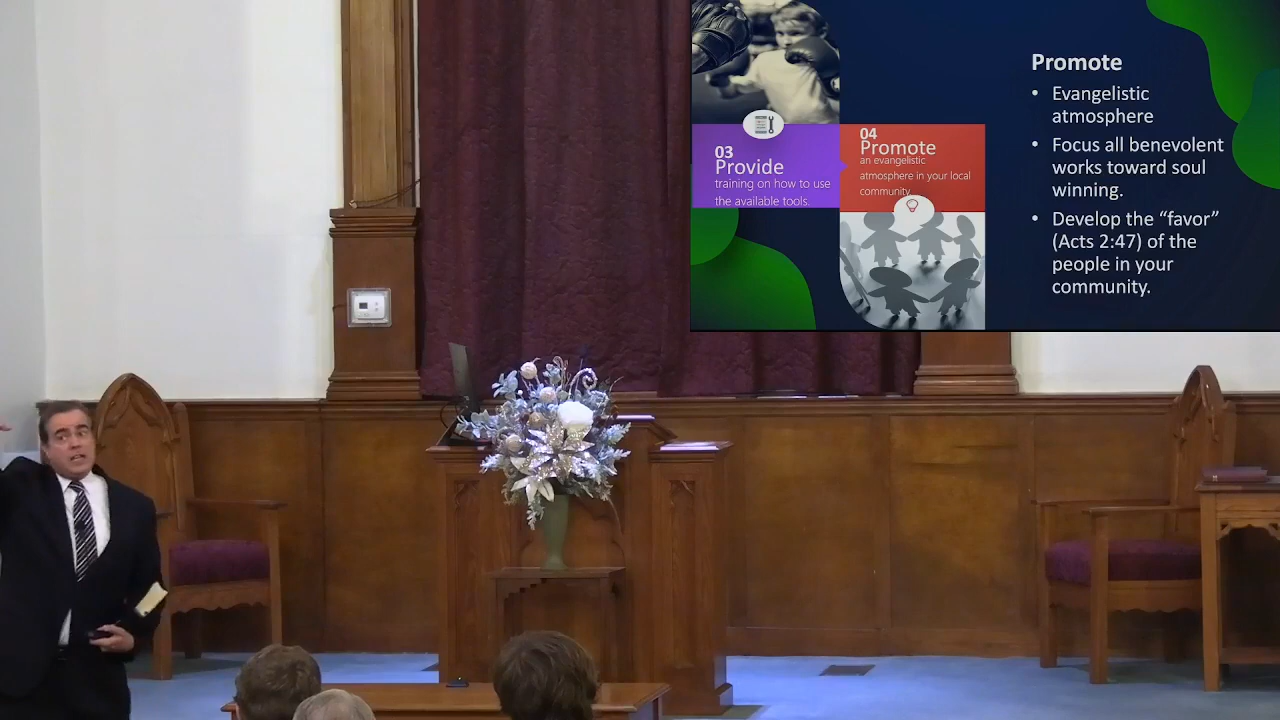 03
Provide
training on how to use
the available tools.
04
Promote
an evangelistic
atmosphere in your local
community.
Promote
• Evangelistic
atmosphere
• Focus all benevolent
works toward soul
winning.
• Develop the “favor”
(Acts 2:47) of the
people in your
community.